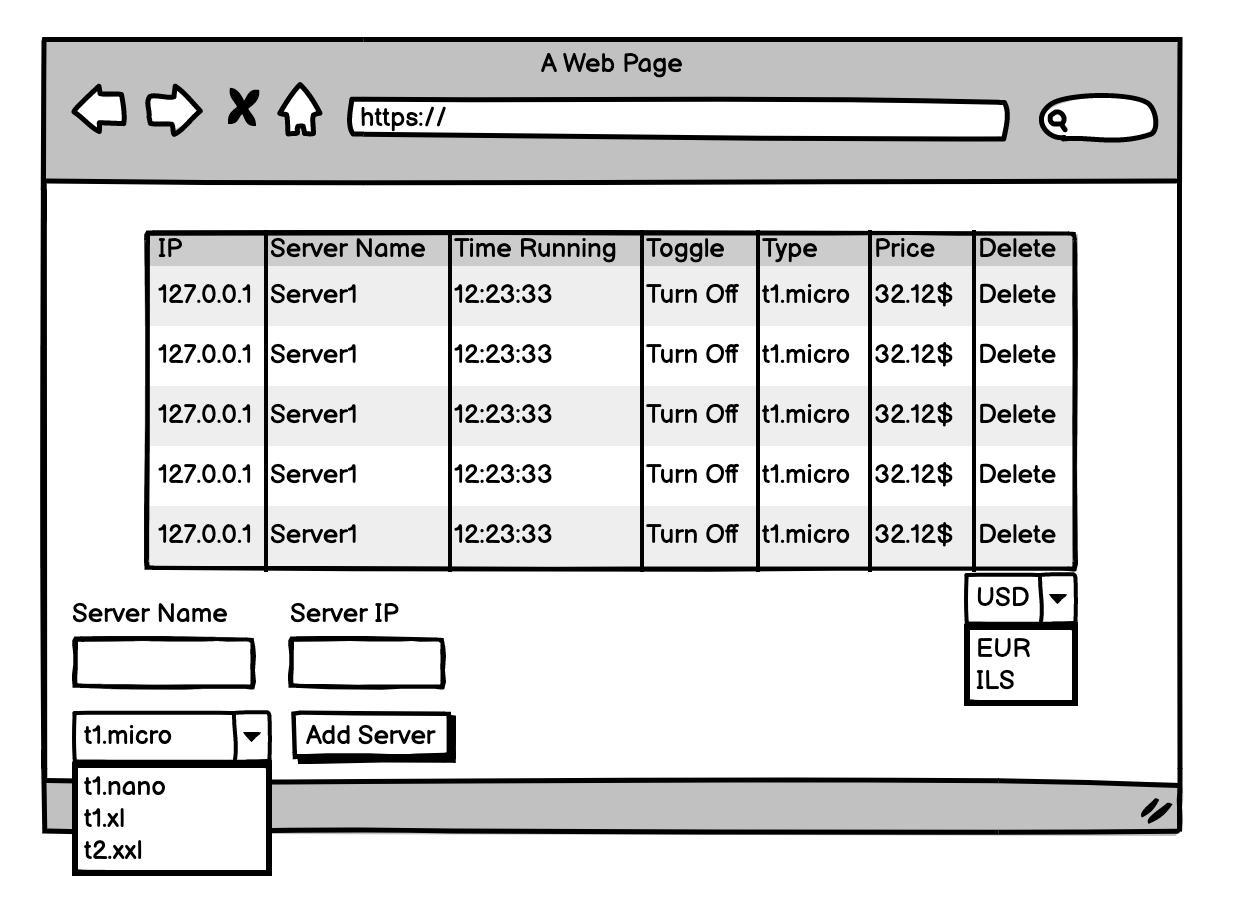 A Web Page
https://
IP Server Name Time Running Toggle Type Price Delete
127.0.0.1 Server1 12:23:33 Turn Off t1.micro 32.12$ Delete
127.0.0.1 Server1 12:23:33 Turn Off t1.micro 32.12$ Delete
127.0.0.1 Server1 12:23:33 Turn Off t1.micro 32.12$ Delete
127.0.0.1 Server1 12:23:33 Turn Off t1.micro 32.12$ Delete
127.0.0.1 Server1 12:23:33 Turn Off t1.micro 32.12$ Delete
USD
EUR
ILS
Server Name Server IP
t1.micro Add Server
t1.nano
t1.xl
t2.xxl